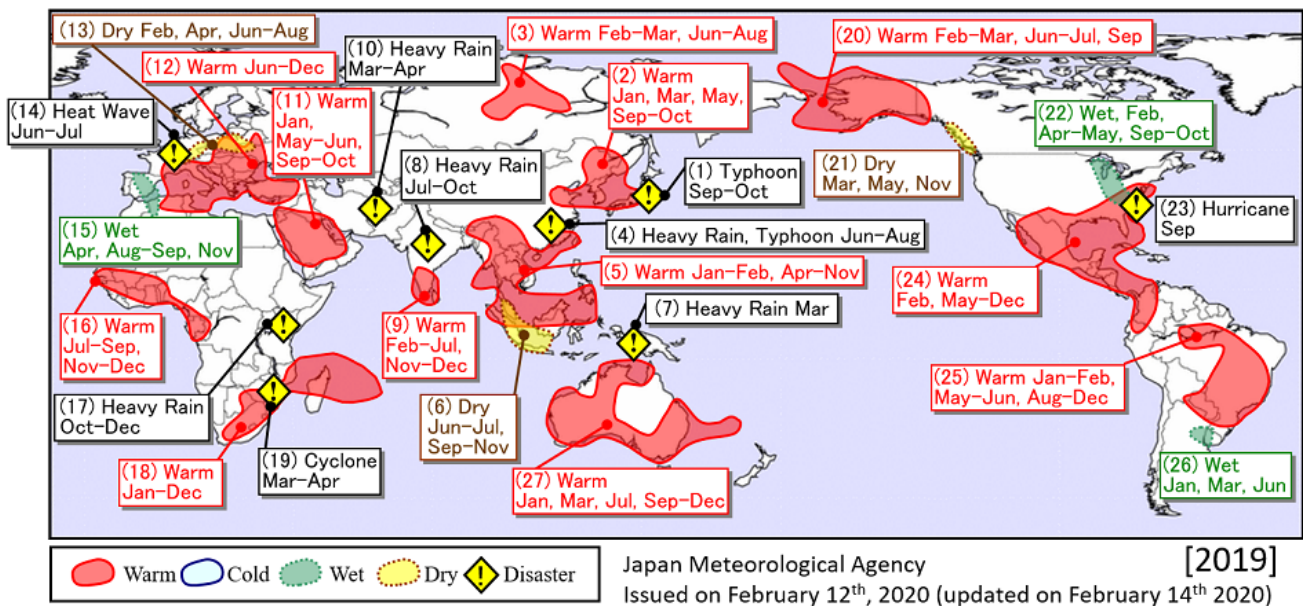 (13) Dry Feb, Apr, Jun-Aug
(10) Heavy Rain
Mar-Apr
(3) Warm Feb-Mar, Jun-Aug
(20) Warm Feb-Mar, Jun-Jul, Sep
(12) Warm Jun-Dec
(2) Warm
Jan, Mar, May,
Sep-Oct
(14) Heat Wave
Jun-Jul
(11) Warm
Jan,
May-Jun,
Sep-Oct
(22) Wet, Feb,
Apr-May, Sep-Oct
(8) Heavy Rain
Jul-Oct
(1) Typhoon
Sep-Oct
(21) Dry
Mar, May, Nov
(15) Wet
Apr, Aug-Sep, Nov
(4) Heavy Rain, Typhoon Jun-Aug
(23) Hurricane
Sep
(5) Warm Jan-Feb, Apr-Nov
(24) Warm
Feb, May-Dec
(7) Heavy Rain Mar
(16) Warm
Jul-Sep,
Nov-Dec
(9) Warm
Feb-Jul,
Nov-Dec
(25) Warm Jan-Feb,
May-Jun, Aug-Dec
(17) Heavy Rain
Oct-Dec
(6) Dry
Jun-Jul,
Sep-Nov
(18) Warm
Jan-Dec
(19) Cyclone
Mar-Apr
(27) Warm
Jan, Mar, Jul, Sep-Dec
(26) Wet
Jan, Mar, Jun
Warm Cold Wet Dry Disaster
Japan Meteorological Agency [2019]
Issued on February 12th, 2020 (updated on February 14th 2020)